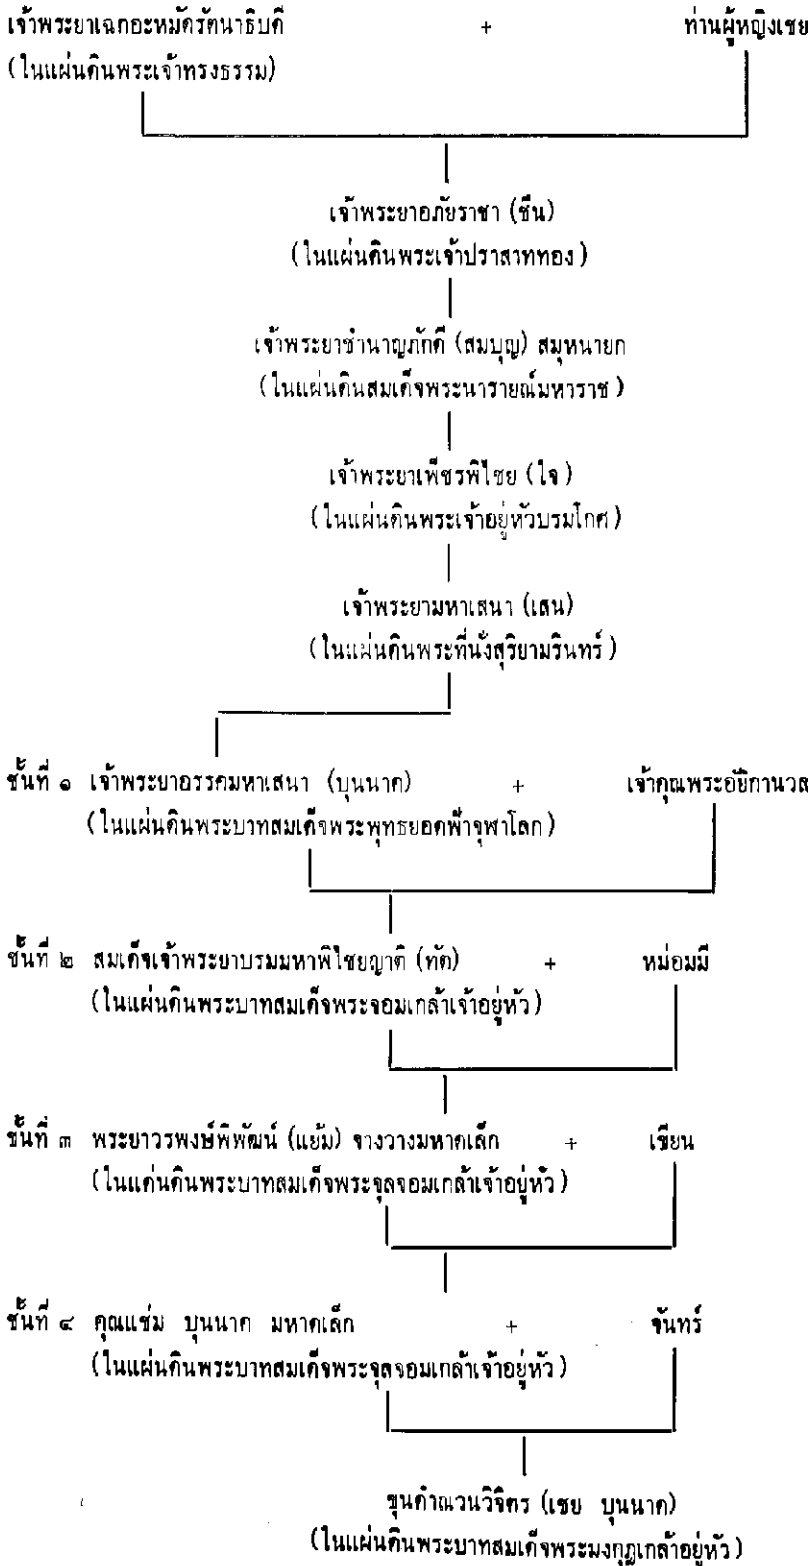 เจ้าพระยาเฉกอะหมัดรัตนาธิบดี + ท่านผู้หญิงเชย
(ในแผ่นดินพระเจ้าทรงธรรม)
เจ้าพระยาอภัยราชา (ชื่น)
(ในแผ่นดินพระเจ้าปราสาททอง)
เจ้าพระยาชำนาญภักดี (สมบุญ) สมุหนายก
(ในแผ่นดินสมเด็จพระนารายณ์มหาราช)
เจ้าพระยาเพ็ชรพิไชย (ใจ)
(ในแผ่นดินพระเจ้าอยู่หัวบรมโกศ)
เจ้าพระยามหาเสนา (เสน)
(ในแผ่นดินพระที่นั่งสุริยามรินทร์)
ชั้นที่ ๑ เจ้าพระยาอรรคมหาเสนา (บุนนาค) + เจ้าคุณพระอัยิกานวล
(ในแผ่นดินพระบาทสมเด็จพระพุทธยอดฟ้าจุฬาโลก)
ชั้นที่ ๒ สมเด็จเจ้าพระยาบรมมหาพิไชยญาติ (ทัต) + หม่อมมี
(ในแผ่นดินพระบาทสมเด็จพระจอมเกล้าเจ้าอยู่หัว)
ชั้นที่ ๓ พระยาวรพงษ์พิพัฒน์ (แย้ม) จางวางมหาดเล็ก + เขียน
(ในแด่นดินพระบาทสมเด็จพระจุลจอมเกล้าเจ้าอยู่หัว)
ชั้นที่ ๔ คุณแช่ม บุนนาค มหาดเล็ก + จันทร์
(ในแผ่นดินพระบาทสมเด็จพระจุลจอมเกล้าเจ้าอยู่หัว)
ขุนคำณวนวิจิตร (เชย บุนนาค)
(ในแผ่นดินพระบาทสมเด็จพระมงกุฎเกล้าอยู่หัว)